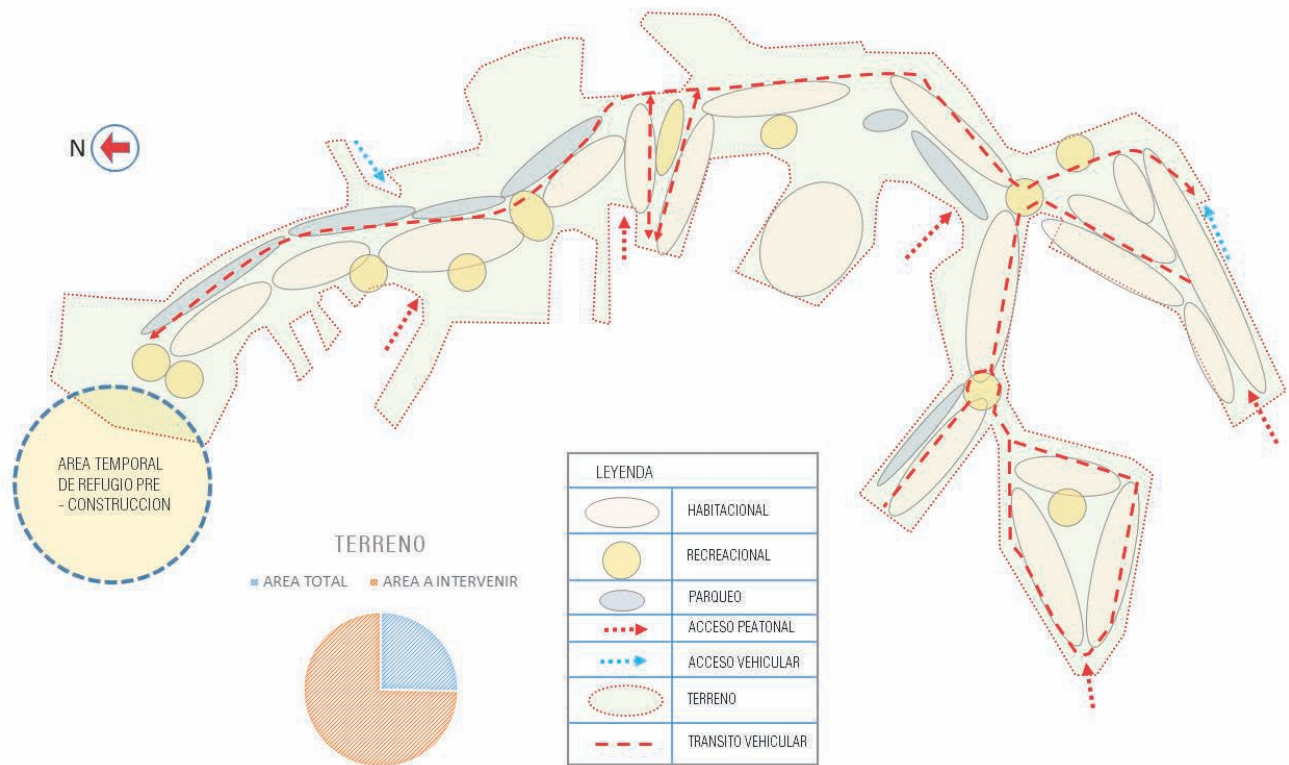 N
AREA TEMPORAL
DE REFUGIO PRE
- CONSTRUCCION
TERRENO
AREA TOTAL
AREA A INTERVENIR
LEYENDA
HABITACIONAL
RECREACIONAL
PARQUEO
ACCESO PEATONAL
ACCESO VEHICULAR
TERRENO
TRANSITO VEHICULAR